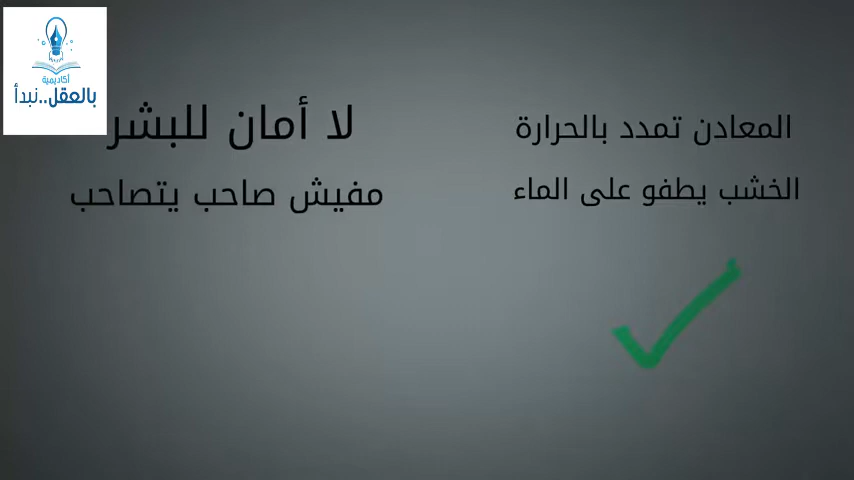 أكاديمية
بالعقل..نبدأ
المعادن تمدد بالحرارة
الخشب يطفو على الماء
لا أمان للبشر
مفيش صاحب يتصاحب